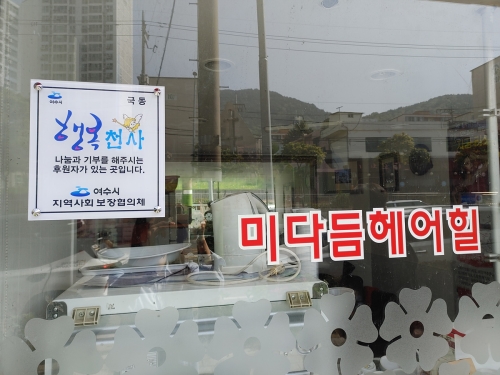 여수시 국동
행복천사
나눔과 기부를 해주시는
후원자가 있는 곳입니다.
여수시
지역사회 보장협의체
미다듬헤어힐